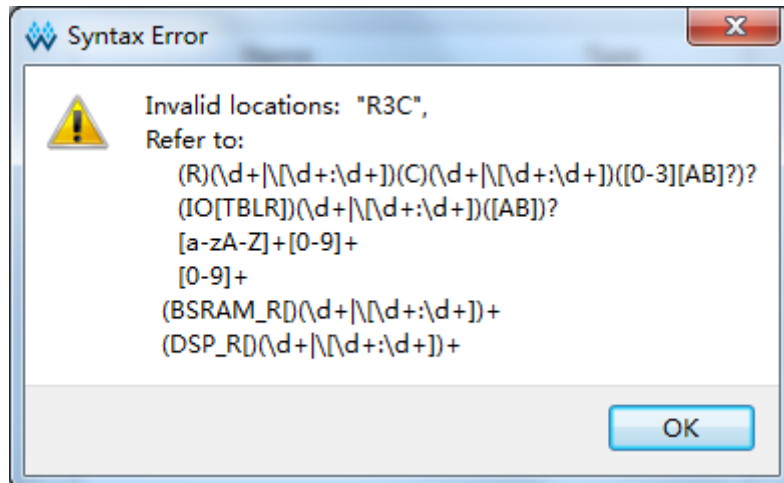 Syntax Error
Invalid locations:  "R3C",
Refer to:
(R)(\d+|\[\d+:\d+])(C)(\d+|\[\d+:\d+])([0-3][AB]?)?
(IO[TBLR])(\d+|\[\d+:\d+])([AB])?
[a-zA-Z]+[0-9]+
[0-9]+
(BSRAM_R[)(\d+|\[\d+:\d+])+
(DSP_R[)(\d+|\[\d+:\d+])+
OK